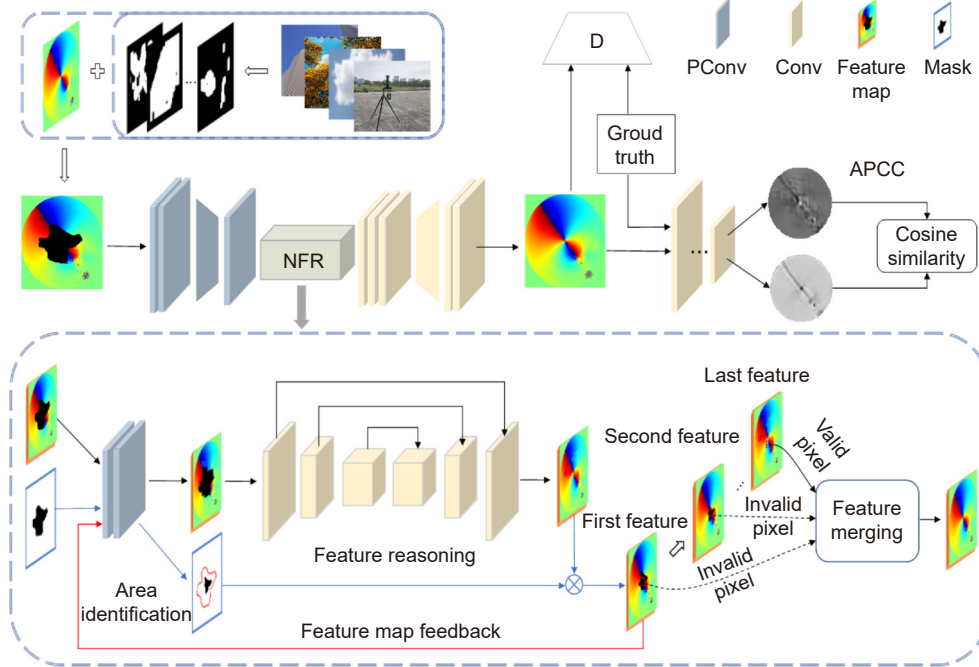 D
PConv
Conv
Feature
map
Mask
Groud
truth
APCC
NFR
Cosine
similarity
Last feature
Second feature
Valid
pixel
First feature
Invalid
pixel
Feature
merging
Invalid
pixel
Feature reasoning
Area
identification
Feature map feedback